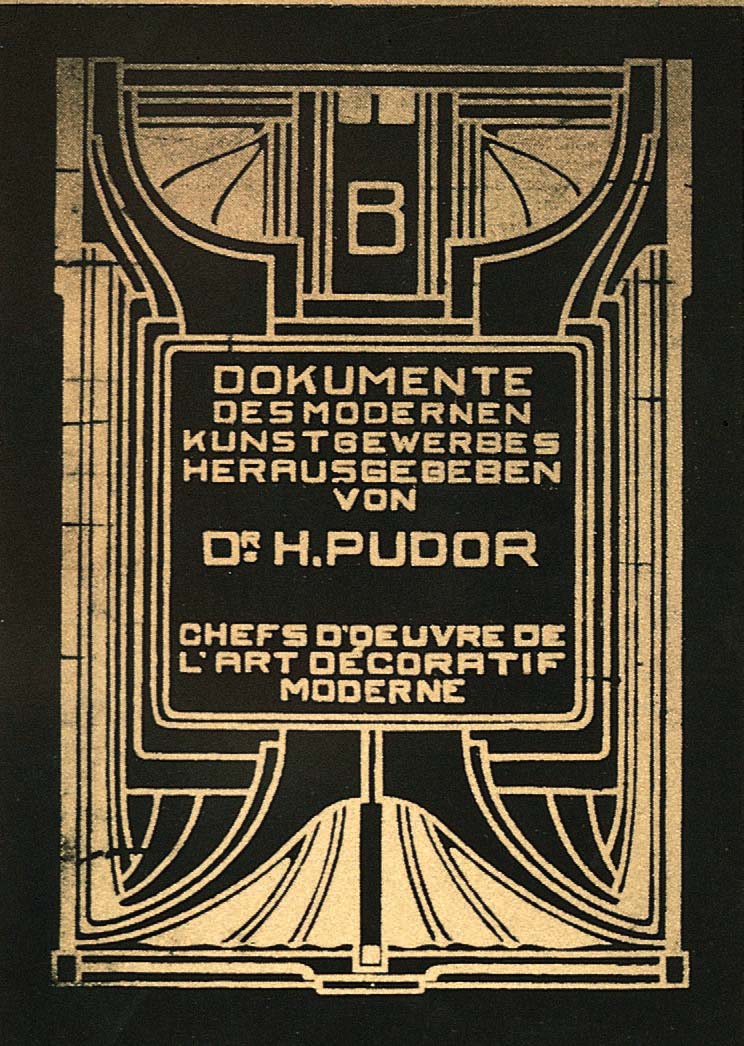 B
DOKUMENTE
DES MODERNEN
KUNSTGEWERBES
HERAUSGEGEBEN
VON
DR: H. PUDOR
CHEFS D'OEUVRE DE
L'ART DÉCORATIF
MODERNE